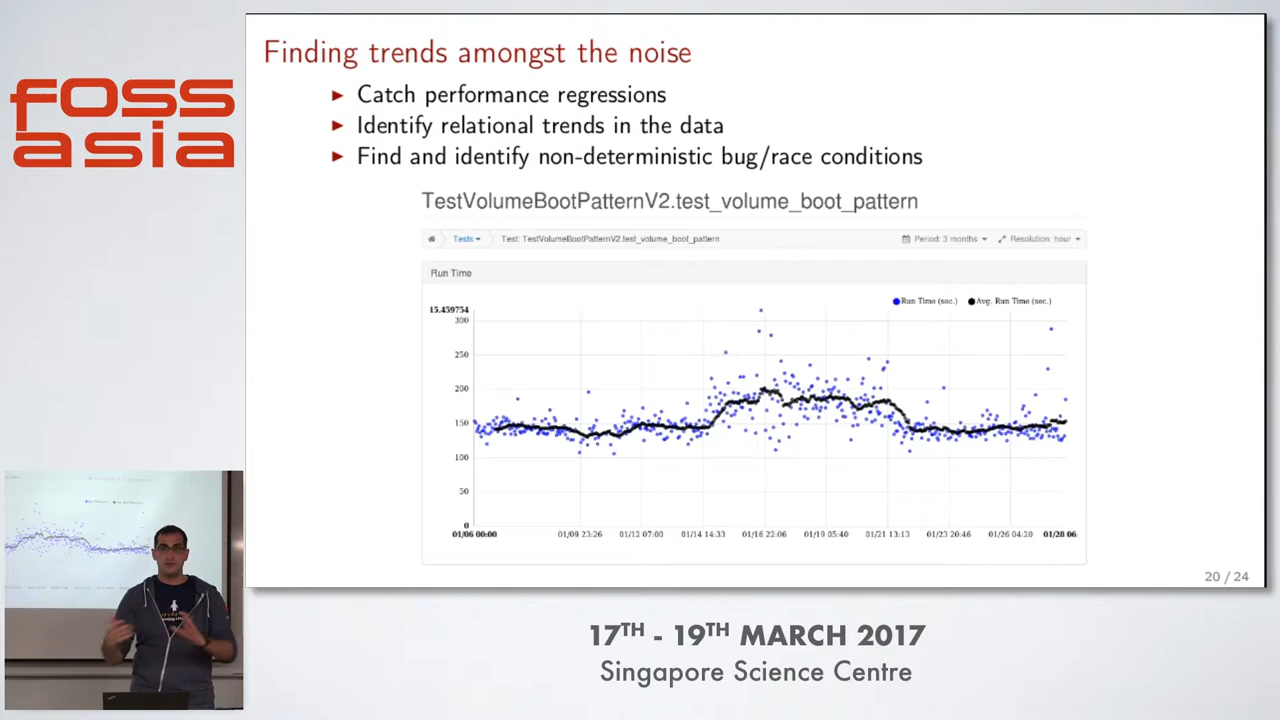 foss
asia
Finding trends amongst the noise
Catch performance regressions
Identify relational trends in the data
Find and identify non-deterministic bug/race conditions
TestVolumeBootPatternV2.test_volume_boot_pattern
Tests
Test: TestVolumeBootPatternV2.test_volume_boot_pattern
Period: 3 months
Resolution: hour
Run Time
Run Time (sec.)
Avg. Run Time (sec.)
15.459754
300
250
200
150
100
50
0
01/06 00:00
01/09 23:26
01/12 07:00
01/14 14:33
01/16 22:06
01/19 05:40
01/21 13:13
01/23 20:46
01/26 04:20
01/28 06:
20 / 24
17TH - 19TH MARCH 2017
Singapore Science Centre